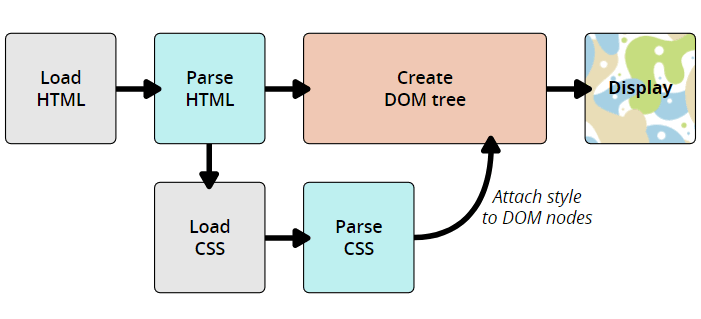 Load
HTML
Parse
HTML
Create
DOM tree
Display
Load
CSS
Parse
CSS
Attach style
to DOM nodes